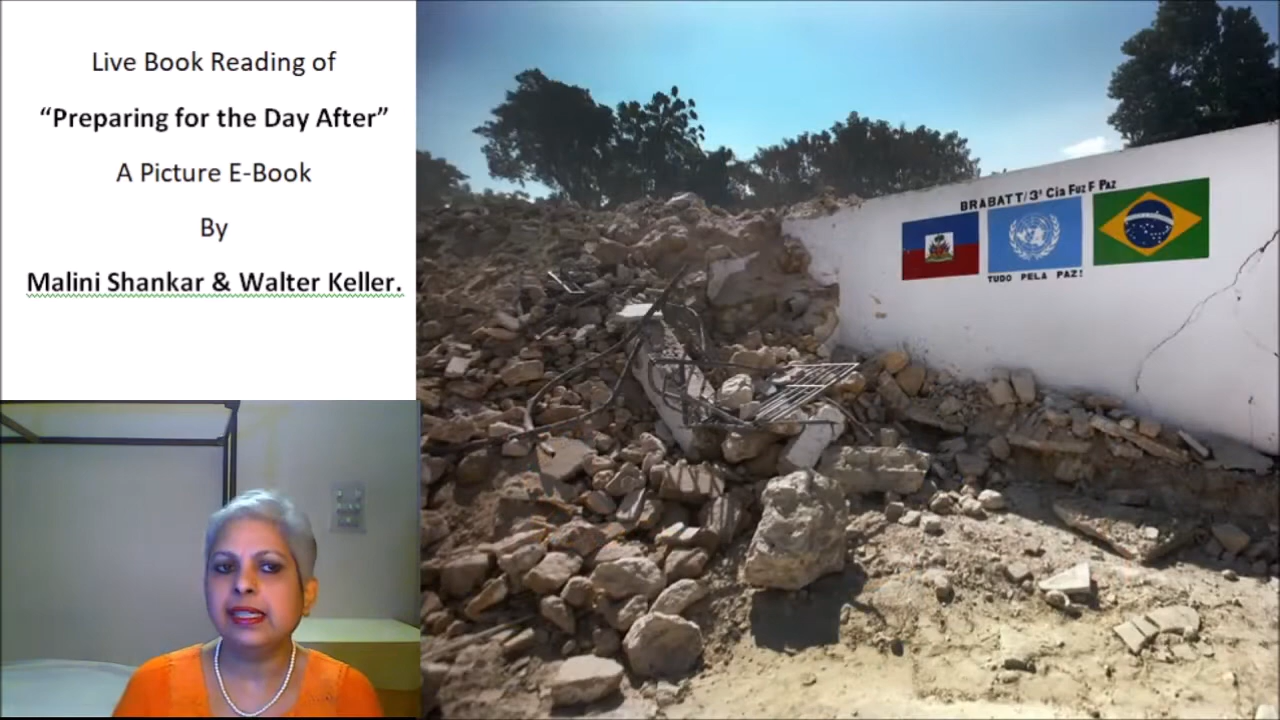 Live Book Reading of
“Preparing for the Day After”
A Picture E-Book
By
Malini Shankar & Walter Keller.
BRABATT/3ª Cia Fuz F Paz
TUDO PELA PAZ!